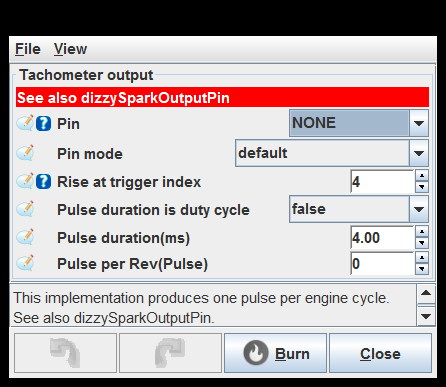 File View
Tachometer output
See also dizzySparkOutputPin
Pin NONE
Pin mode default
Rise at trigger index 4
Pulse duration is duty cycle false
Pulse duration(ms) 4.00
Pulse per Rev(Pulse) 0
This implementation produces one pulse per engine cycle.
See also dizzySparkOutputPin.
Burn Close